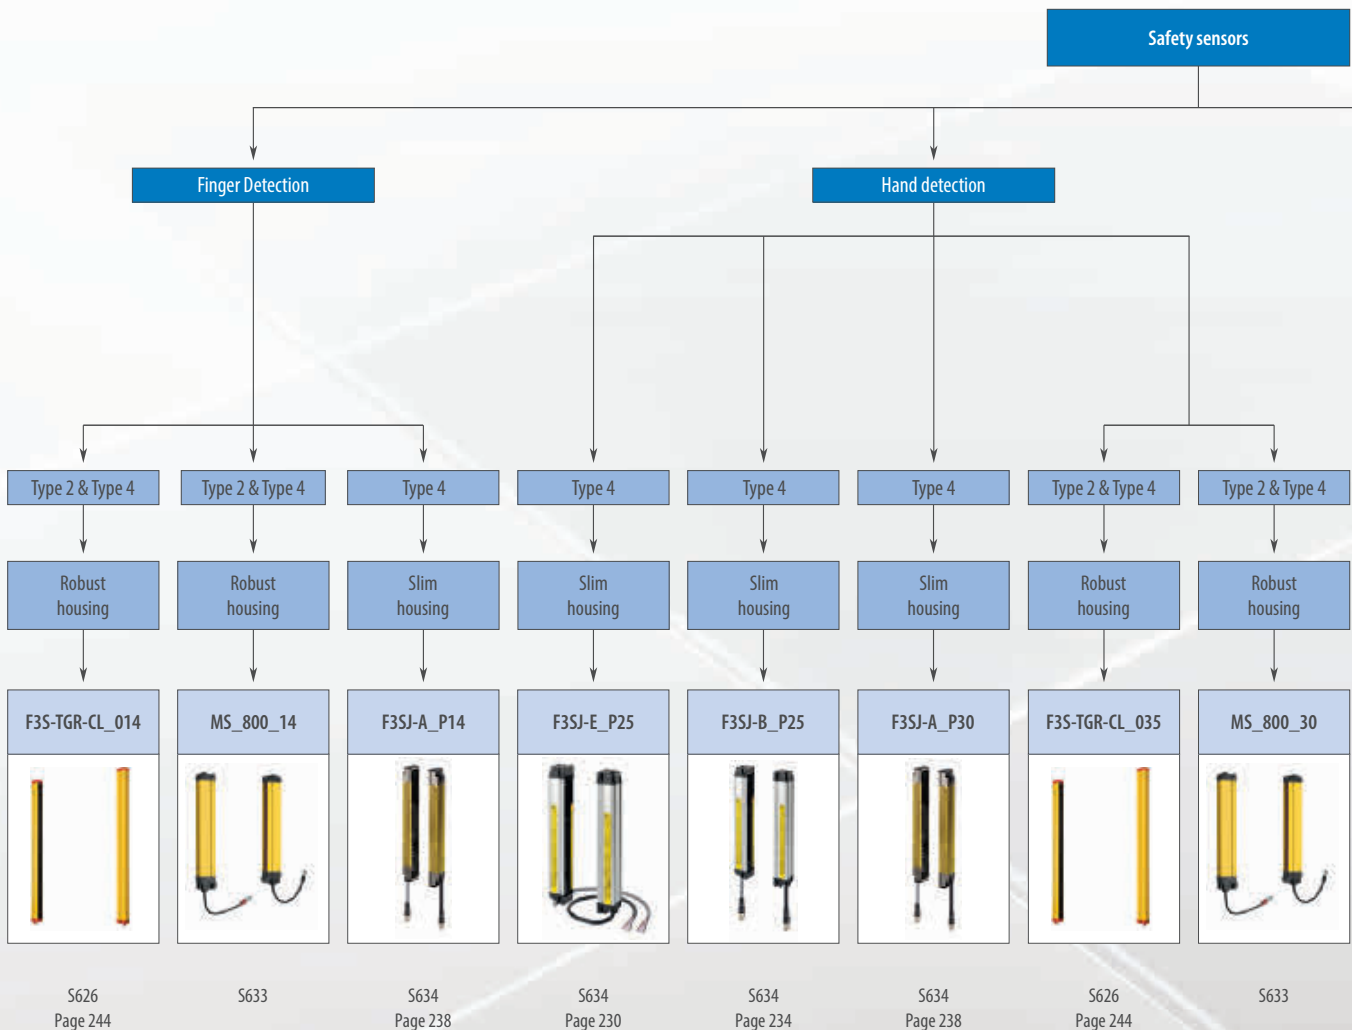 Safety sensors
Finger Detection
Hand detection
Type 2 & Type 4
Type 2 & Type 4
Type 4
Type 4
Type 4
Type 4
Type 2 & Type 4
Type 2 & Type 4
Robust
housing
Robust
housing
Slim
housing
Slim
housing
Slim
housing
Slim
housing
Robust
housing
Robust
housing
F3S-TGR-CL_014
MS_800_14
F3SJ-A_P14
F3SJ-E_P25
F3SJ-B_P25
F3SJ-A_P30
F3S-TGR-CL_035
MS_800_30
S626
Page 244
S633
S634
Page 238
S634
Page 230
S634
Page 234
S634
Page 238
S626
Page 244
S633